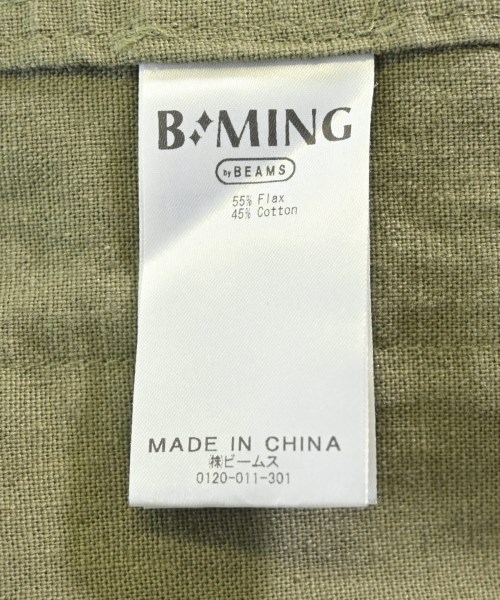 B:MING
by BEAMS
55% Flax
45% Cotton
MADE IN CHINA
㈱ビームス
0120-011-301